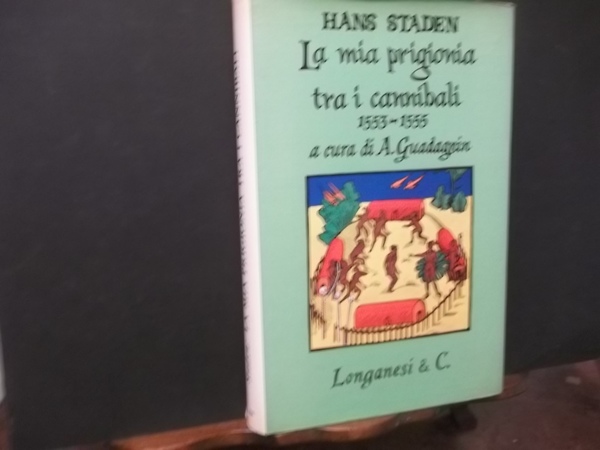 HANS STADEN
La mia prigionia
tra i cannibali
1553-1555
a cura di A. Guadagnin
Longanesi & C.